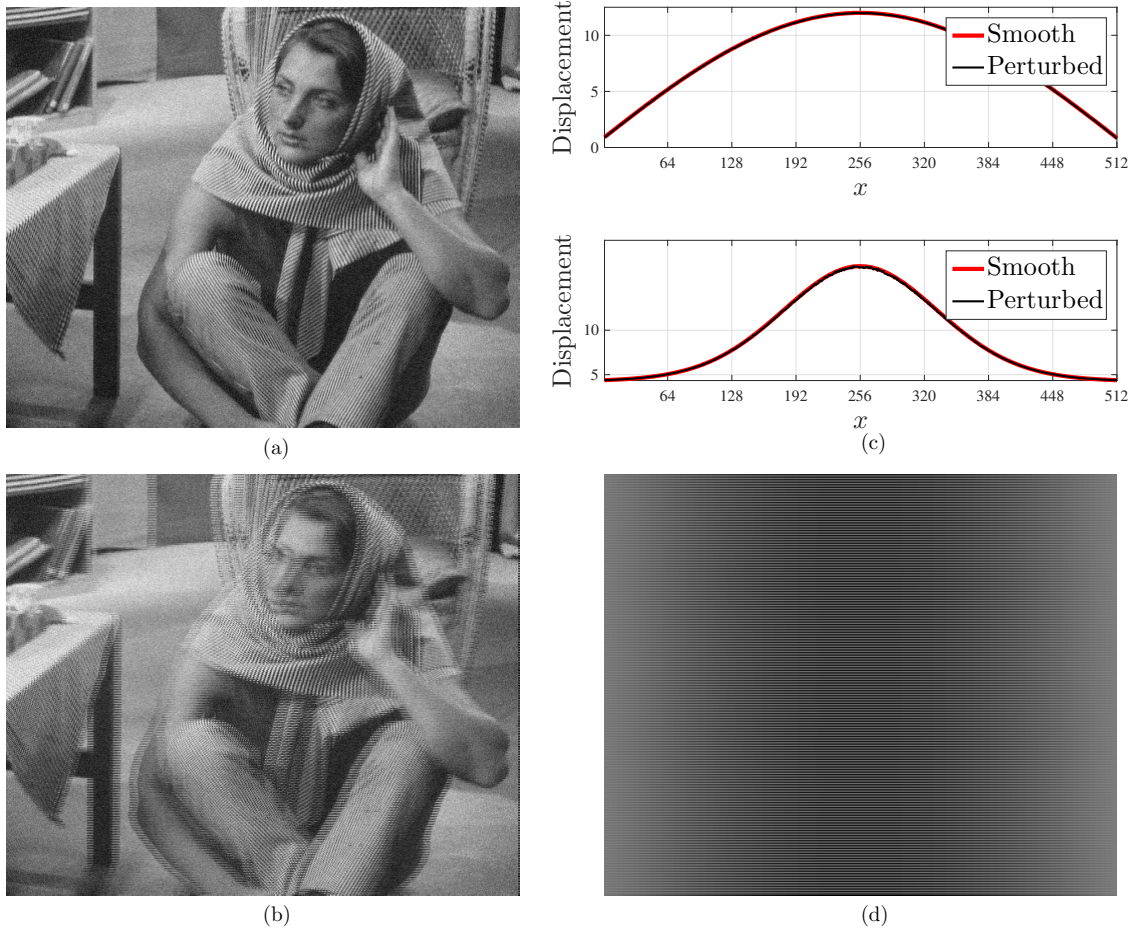 (a)
Displacement
10
5
0
64 128 192 256 320 384 448 512
x
Smooth
Perturbed
Displacement
10
5
64 128 192 256 320 384 448 512
x
Smooth
Perturbed
(c)
(b)
(d)